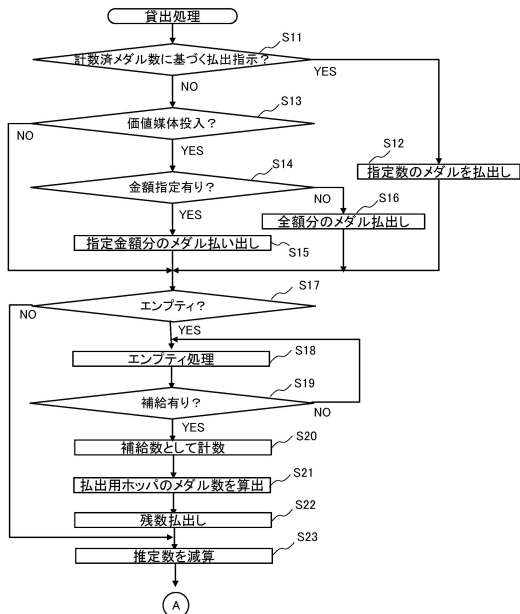 貸出処理
S11
計数済メダル数に基づく払出指示？
YES
NO
S13
価値媒体投入？
NO
YES
S14
金額指定有り？
NO
YES
S12
指定数のメダルを払出し
S16
全額分のメダル払出し
指定金額分のメダル払い出し
S15
S17
エンプティ？
NO
YES
エンプティ処理
S18
S19
補給有り？
NO
YES
S20
補給数として計数
S21
払出用ホッパのメダル数を算出
S22
残数払出し
S23
推定数を減算
A